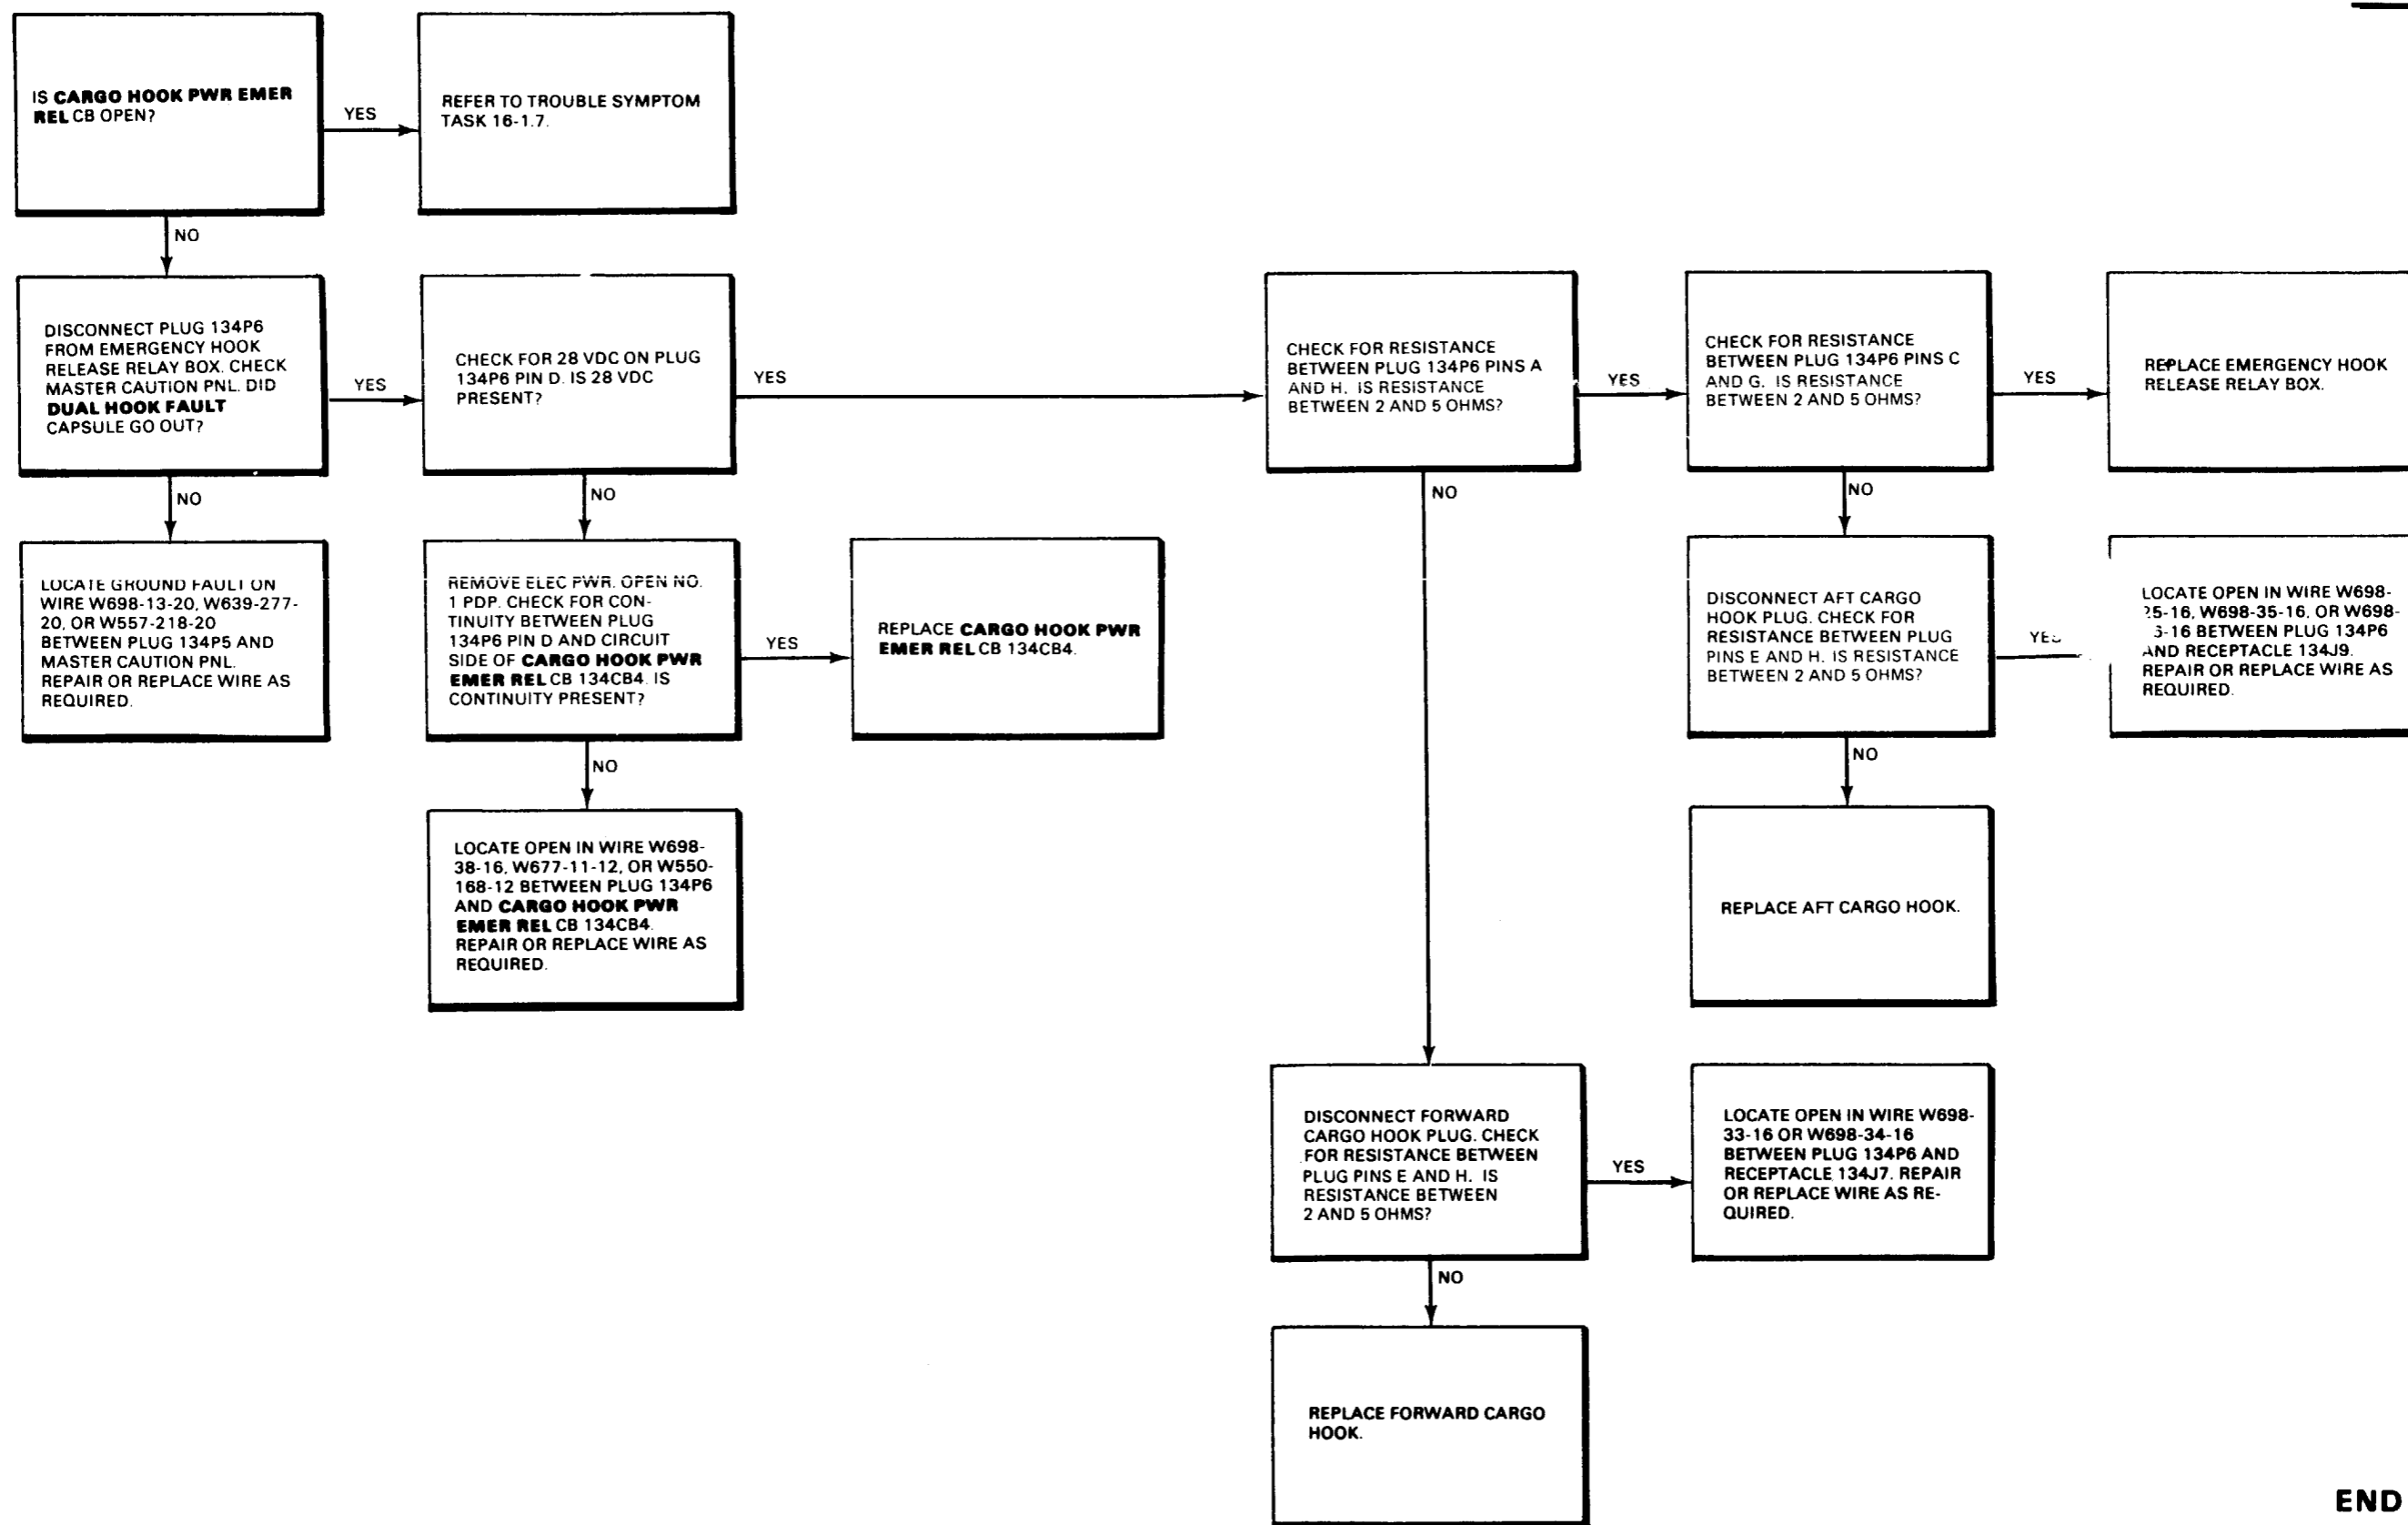 IS CARGO HOOK PWR EMER
REL CB OPEN?
YES
REFER TO TROUBLE SYMPTOM
TASK 16-1.7.
NO
DISCONNECT PLUG 134P6
FROM EMERGENCY HOOK
RELEASE RELAY BOX. CHECK
MASTER CAUTION PNL. DID
DUAL HOOK FAULT
CAPSULE GO OUT?
YES
CHECK FOR 28 VDC ON PLUG
134P6 PIN D. IS 28 VDC
PRESENT?
YES
CHECK FOR RESISTANCE
BETWEEN PLUG 134P6 PINS A
AND H. IS RESISTANCE
BETWEEN 2 AND 5 OHMS?
YES
CHECK FOR RESISTANCE
BETWEEN PLUG 134P6 PINS C
AND G. IS RESISTANCE
BETWEEN 2 AND 5 OHMS?
YES
REPLACE EMERGENCY HOOK
RELEASE RELAY BOX.
NO
NO
NO
NO
LOCATE GROUND FAULT ON
WIRE W698-13-20, W639-277-
20, OR W557-218-20
BETWEEN PLUG 134P5 AND
MASTER CAUTION PNL.
REPAIR OR REPLACE WIRE AS
REQUIRED.
REMOVE ELEC PWR. OPEN NO.
1 PDP. CHECK FOR CON-
TINUITY BETWEEN PLUG
134P6 PIN D AND CIRCUIT
SIDE OF CARGO HOOK PWR
EMER REL CB 134CB4. IS
CONTINUITY PRESENT?
YES
REPLACE CARGO HOOK PWR
EMER REL CB 134CB4.
DISCONNECT AFT CARGO
HOOK PLUG. CHECK FOR
RESISTANCE BETWEEN PLUG
PINS E AND H. IS RESISTANCE
BETWEEN 2 AND 5 OHMS?
YES
LOCATE OPEN IN WIRE W698-
W698-35-16, OR W698-
BETWEEN PLUG 134P6
AND RECEPTACLE 134J9.
REPAIR OR REPLACE WIRE AS
REQUIRED.
NO
NO
LOCATE OPEN IN WIRE W698-
38-16, W677-11-12, OR W550-
168-12 BETWEEN PLUG 134P6
AND CARGO HOOK PWR
EMER REL CB 134CB4.
REPAIR OR REPLACE WIRE AS
REQUIRED.
REPLACE AFT CARGO HOOK.
DISCONNECT FORWARD
CARGO HOOK PLUG. CHECK
FOR RESISTANCE BETWEEN
PLUG PINS E AND H. IS
RESISTANCE BETWEEN
2 AND 5 OHMS?
YES
LOCATE OPEN IN WIRE W698-
33-16 OR W698-34-16
BETWEEN PLUG 134P6 AND
RECEPTACLE 134J7. REPAIR
OR REPLACE WIRE AS RE-
QUIRED.
NO
REPLACE FORWARD CARGO
HOOK.
END